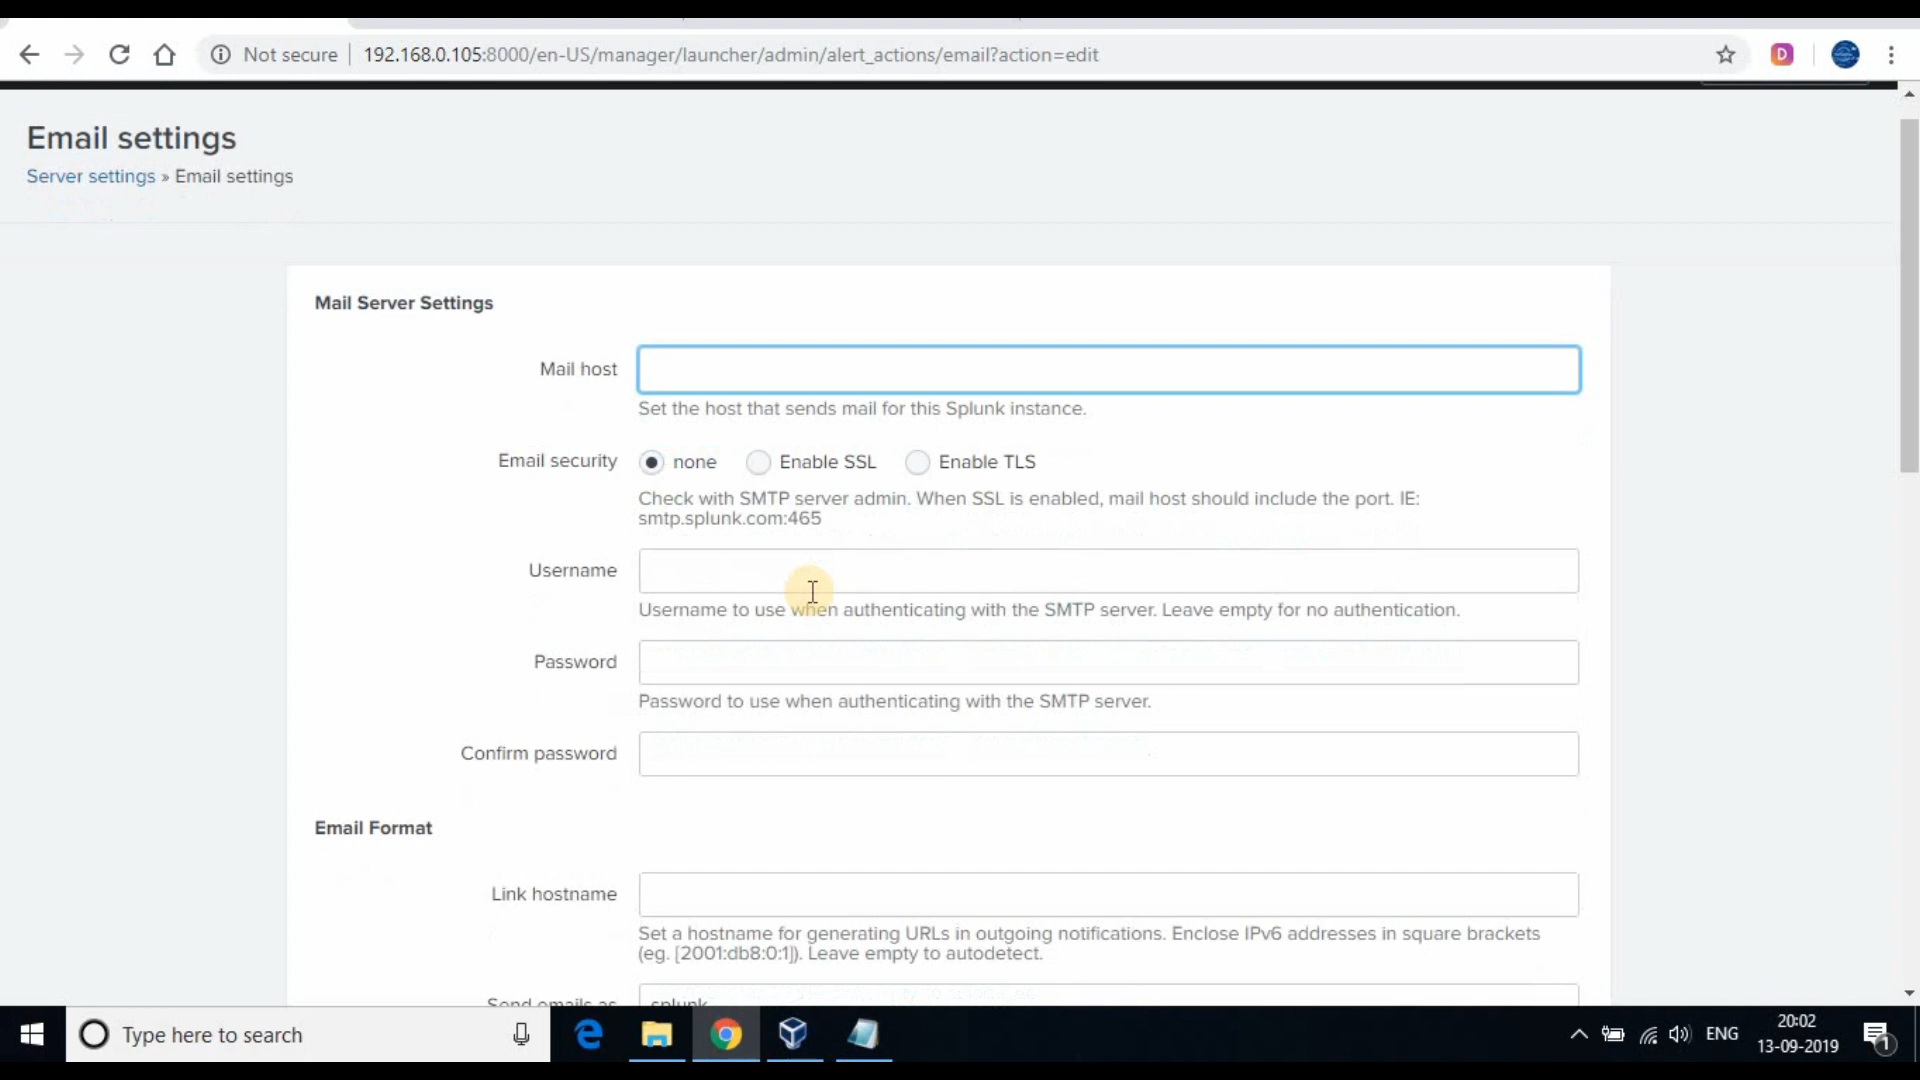 Not secure
192.168.0.105:8000/en-US/manager/launcher/admin/alert_actions/email?action=edit
D
Email settings
Server settings » Email settings
Mail Server Settings
Mail host
Set the host that sends mail for this Splunk instance.
Email security
none
Enable SSL
Enable TLS
Check with SMTP server admin. When SSL is enabled, mail host should include the port. IE:
smtp.splunk.com:465
Username
Username to use when authenticating with the SMTP server. Leave empty for no authentication.
Password
Password to use when authenticating with the SMTP server.
Confirm password
Email Format
Link hostname
Set a hostname for generating URLs in outgoing notifications. Enclose IPv6 addresses in square brackets
(eg. [2001:db8:0:1]). Leave empty to autodetect.
Send emails as
splunk
Type here to search
ENG
20:02
13-09-2019
1